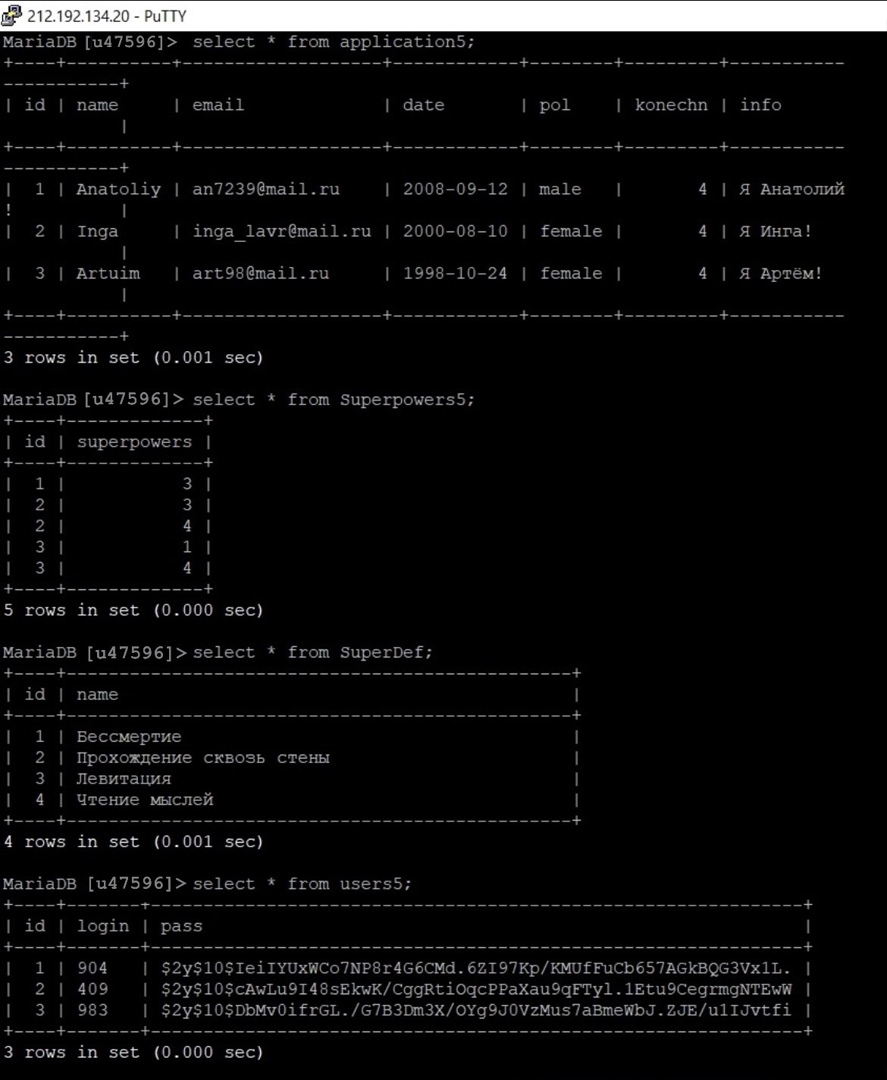 212.192.134.20 - PuTTY
MariaDB [u47596]> select * from application5;
+----+----------+-------------------+------------+--------+---------+-----------
-----------+
| id | name     | email             | date       | pol    | konechn | info
           |
+----+----------+-------------------+------------+--------+---------+-----------
-----------+
|  1 | Anatoliy | an7239@mail.ru    | 2008-09-12 | male   |       4 | Я Анатолий
!          |
|  2 | Inga     | inga_lavr@mail.ru | 2000-08-10 | female |       4 | Я Инга!
           |
|  3 | Artuim   | art98@mail.ru     | 1998-10-24 | female |       4 | Я Артём!
           |
+----+----------+-------------------+------------+--------+---------+-----------
-----------+
3 rows in set (0.001 sec)
MariaDB [u47596]> select * from Superpowers5;
+----+-------------+
| id | superpowers |
+----+-------------+
|  1 |           3 |
|  2 |           3 |
|  2 |           4 |
|  3 |           1 |
|  3 |           4 |
+----+-------------+
5 rows in set (0.000 sec)
MariaDB [u47596]> select * from SuperDef;
+----+------------------------------------------------+
| id | name                                           |
+----+------------------------------------------------+
|  1 | Бессмертие                                     |
|  2 | Прохождение сквозь стены                       |
|  3 | Левитация                                      |
|  4 | Чтение мыслей                                  |
+----+------------------------------------------------+
4 rows in set (0.001 sec)
MariaDB [u47596]> select * from users5;
+----+-------+--------------------------------------------------------------+
| id | login | pass                                                         |
+----+-------+--------------------------------------------------------------+
|  1 | 904   | $2y$10$IeiIYUxWCo7NP8r4G6CMd.6ZI97Kp/KMUfFuCb657AGkBQG3Vx1L. |
|  2 | 409   | $2y$10$cAwLu9I48sEkwK/CggRtiOqcPPaXau9qFTyl.1Etu9CegrmgNTEwW |
|  3 | 983   | $2y$10$DbMv0ifrGL./G7B3Dm3X/OYg9J0VzMus7aBmeWbJ.ZJE/u1IJvtfi |
+----+-------+--------------------------------------------------------------+
3 rows in set (0.000 sec)